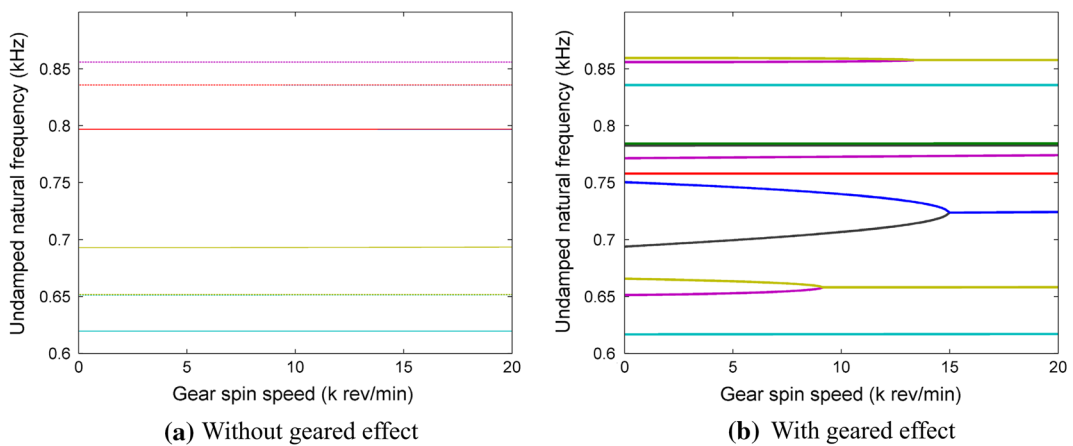 Undamped natural frequency (kHz)
0.85
0.8
0.75
0.7
0.65
0.6
0 5 10 15 20
Gear spin speed (k rev/min)
(a) Without geared effect
Undamped natural frequency (kHz)
0.85
0.8
0.75
0.7
0.65
0.6
0 5 10 15 20
Gear spin speed (k rev/min)
(b) With geared effect